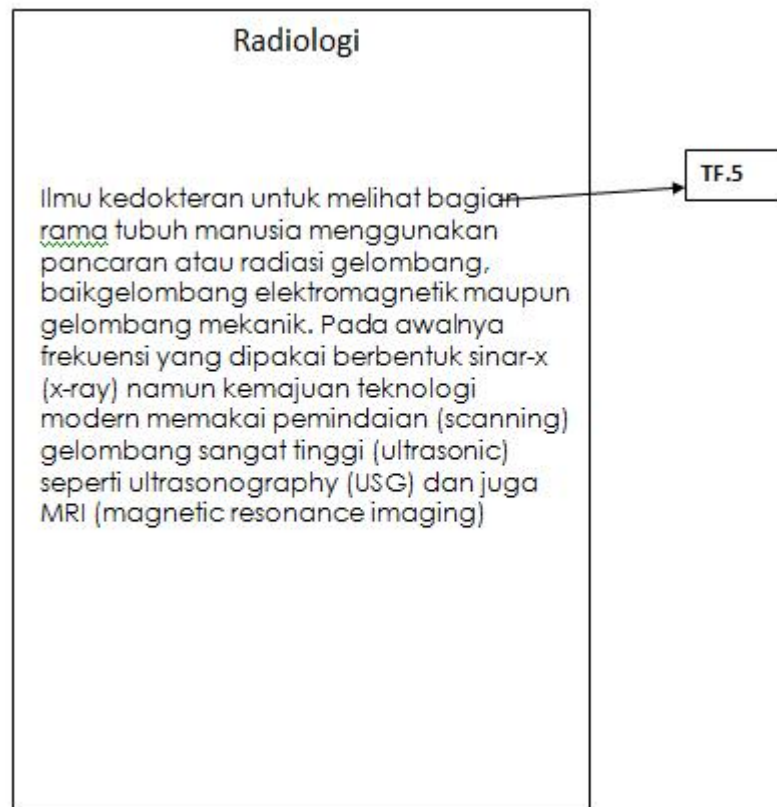 Radiologi
Ilmu kedokteran untuk melihat bagian
rama tubuh manusia menggunakan
pancaran atau radiasi gelombang,
baikgelombang elektromagnetik maupun
gelombang mekanik. Pada awalnya
frekuensi yang dipakai berbentuk sinar-x
(x-ray) namun kemajuan teknologi
modern memakai pemindaian (scanning)
gelombang sangat tinggi (ultrasonic)
seperti ultrasonography (USG) dan juga
MRI (magnetic resonance imaging)
TF.5